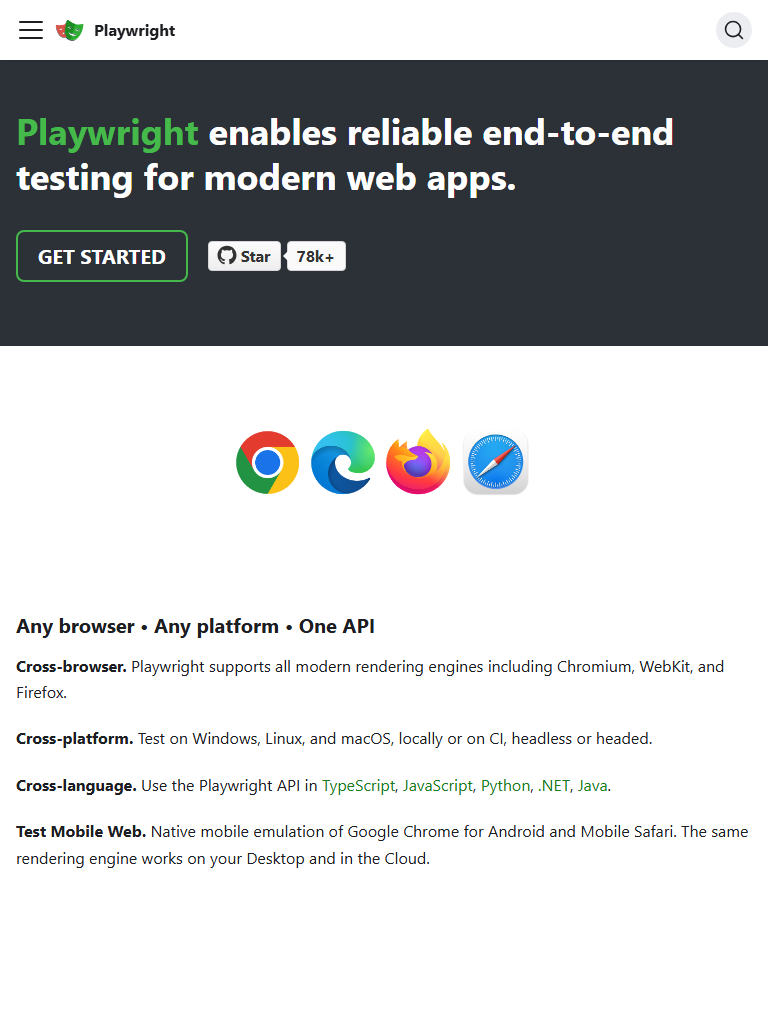 Playwright
Playwright enables reliable end-to-end
testing for modern web apps.
GET STARTED
Star
78k+
Any browser • Any platform • One API
Cross-browser. Playwright supports all modern rendering engines including Chromium, WebKit, and
Firefox.
Cross-platform. Test on Windows, Linux, and macOS, locally or on CI, headless or headed.
Cross-language. Use the Playwright API in TypeScript, JavaScript, Python, .NET, Java.
Test Mobile Web. Native mobile emulation of Google Chrome for Android and Mobile Safari. The same
rendering engine works on your Desktop and in the Cloud.